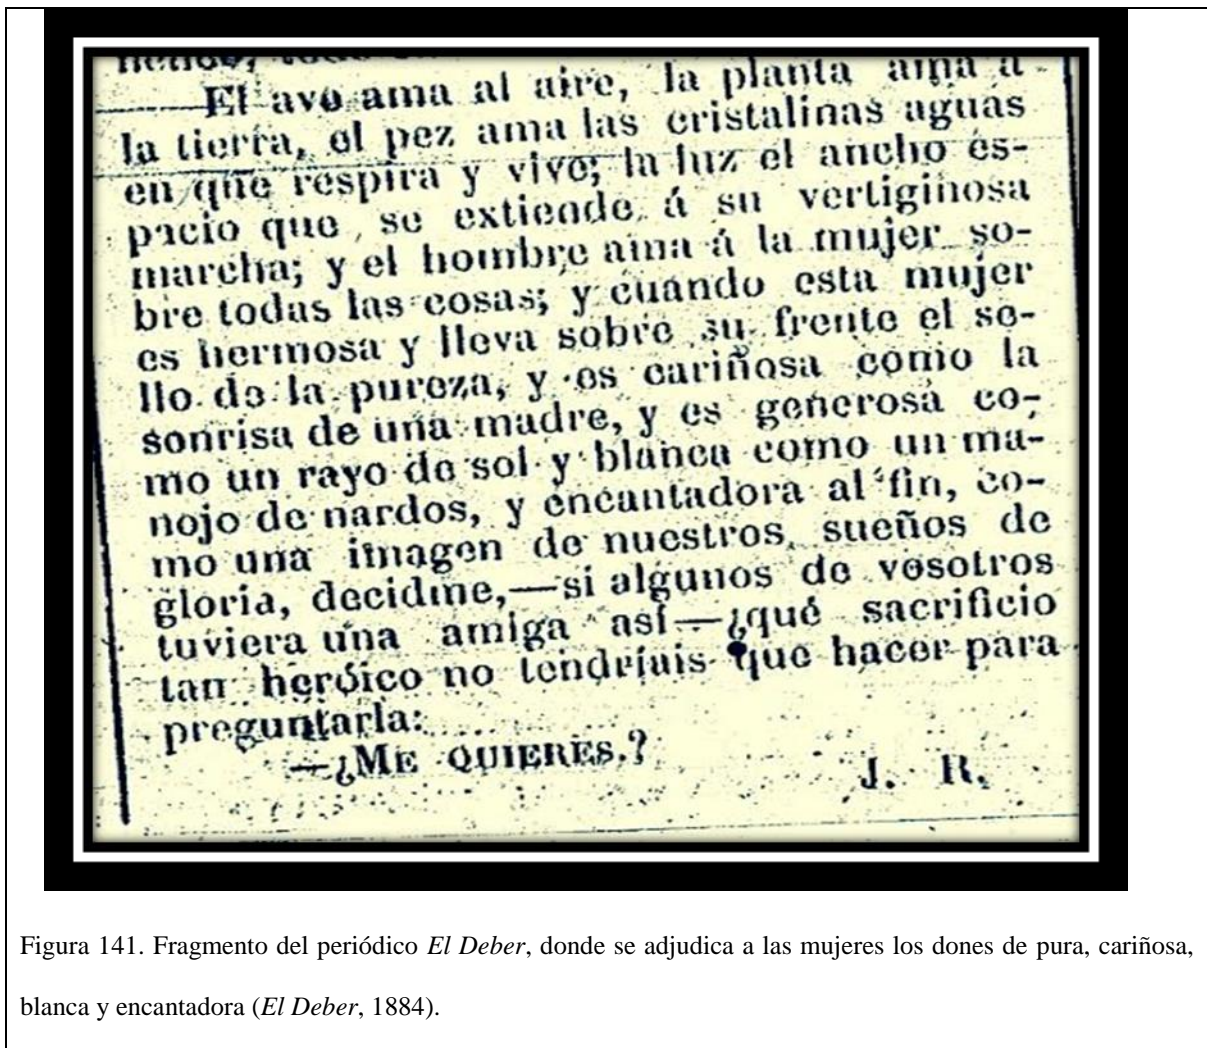 El ave ama al aire, la planta ama á
la tierra, el pez ama las cristalinas aguas
en que respira y vive; la luz el ancho es-
pacio que se extiende á su vertiginosa
marcha; y el hombre ama á la mujer so-
bre todas las cosas; y cuando esta mujer
es hermosa y lleva sobre su frente el se-
llo de la pureza, y es cariñosa como la
sonrisa de una madre, y es generosa co-
mo un rayo de sol y blanca como un ma-
nojo de nardos, y encantadora al fin, co-
mo una imagen de nuestros sueños de
gloria, decidme,—si algunos de vosotros
tuviera una amiga así—¿qué sacrificio
tan heróico no tendríais que hacer para
preguntarla:
—¿ME QUIERES?
J. R.
Figura 141. Fragmento del periódico El Deber, donde se adjudica a las mujeres los dones de pura, cariñosa,
blanca y encantadora (El Deber, 1884).